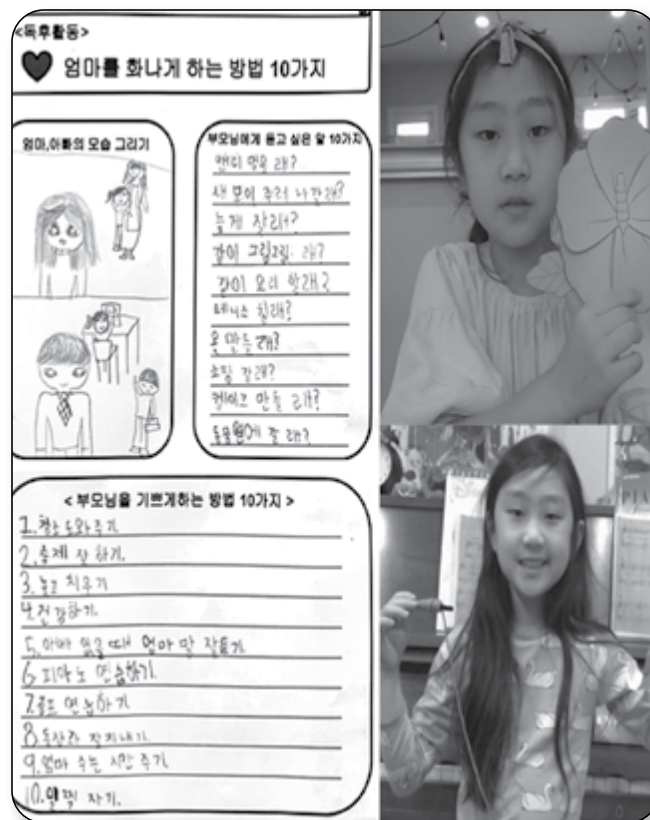 <독후활동>
엄마를 화나게 하는 방법 10가지
엄마,아빠의 모습 그리기
부모님에게 듣고 싶은 말 10가지
캔디 먹을래?
새 모이 주러 나갈래?
늦게 잘래?
같이 그림그릴 래?
같이 요리 할래?
테니스 칠래?
옷 만들래?
쇼핑 갈래?
케이크 만들 래?
동물원에 갈 래?
< 부모님을 기쁘게하는 방법 10가지 >
1.청소 도와주기
2.숙제 잘 하기.
3.놀고 치우기
4.건강하기.
5.아빠 없을 때 엄마 말 잘듣기.
6.피아노 연습하기.
7.골프 연습하기
8.동생과 잘지내기.
9.엄마 쉬는 시간 주기.
10.일찍 자기.